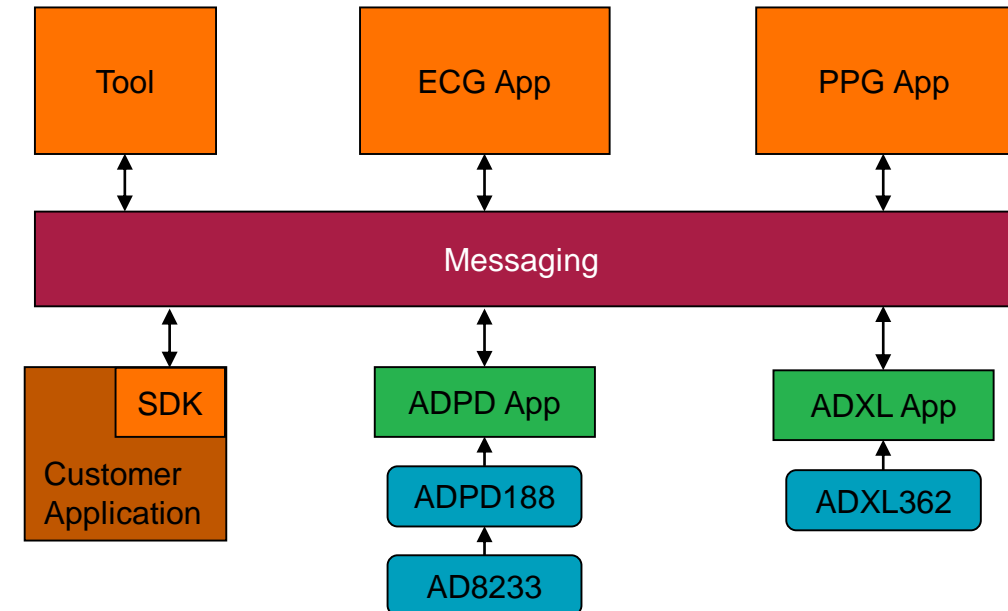 Tool
ECG App
PPG App
Messaging
SDK
Customer
Application
ADPD App
ADXL App
ADPD188
ADXL362
AD8233